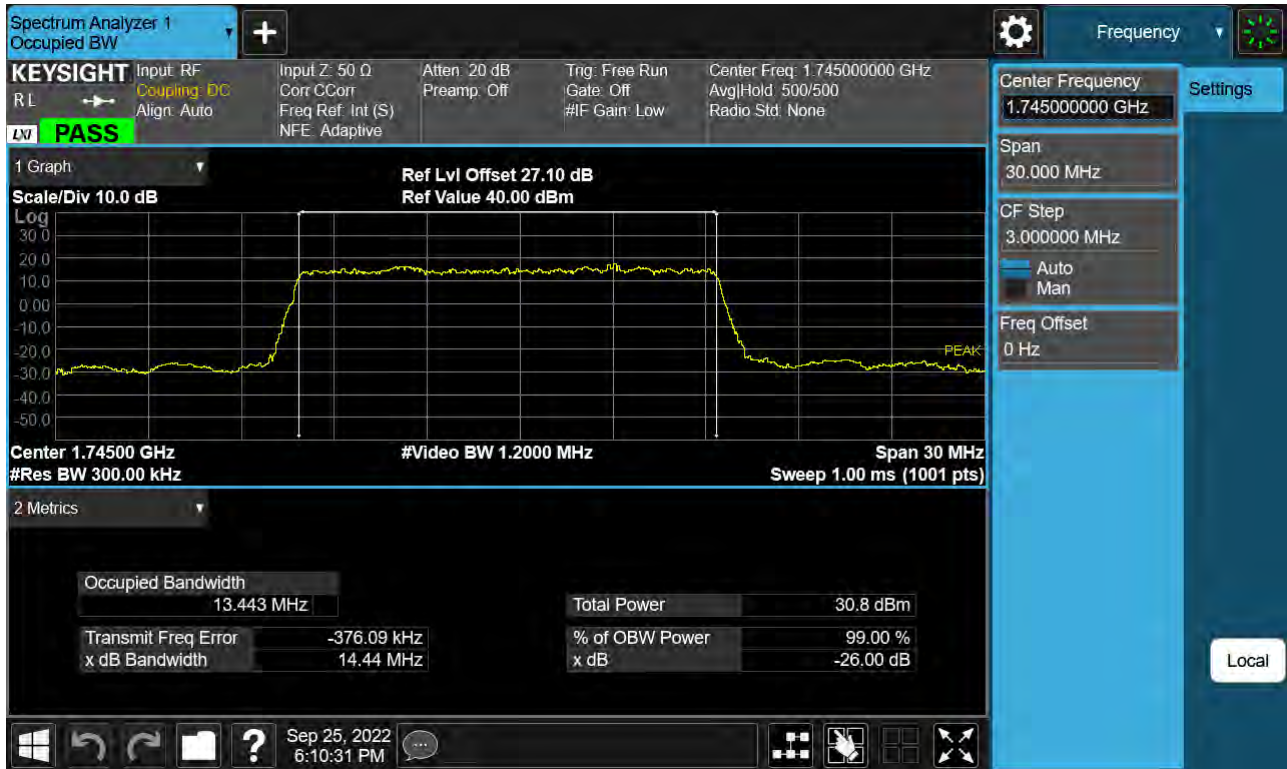 Spectrum Analyzer 1
Occupied BW
Frequency
KEYSIGHT
RL
LXI
PASS
Input: RF
Coupling: DC
Align: Auto
Input Z: 50 Ω
Corr CCorr
Freq Ref: Int (S)
NFE: Adaptive
Atten: 20 dB
Preamp: Off
Trig: Free Run
Gate: Off
#IF Gain: Low
Center Freq: 1.745000000 GHz
Avg|Hold: 500/500
Radio Std: None
1 Graph
Ref Lvl Offset 27.10 dB
Scale/Div 10.0 dB
Ref Value 40.00 dBm
Log
30.0
20.0
10.0
0.00
-10.0
-20.0
-30.0
-40.0
-50.0
PEAK
Center 1.74500 GHz
#Video BW 1.2000 MHz
Span 30 MHz
#Res BW 300.00 kHz
Sweep 1.00 ms (1001 pts)
2 Metrics
Occupied Bandwidth
13.443 MHz
Total Power 30.8 dBm
Transmit Freq Error -376.09 kHz
% of OBW Power 99.00 %
x dB Bandwidth 14.44 MHz
x dB -26.00 dB
Center Frequency
1.745000000 GHz
Settings
Span
30.000 MHz
CF Step
3.000000 MHz
Auto
Man
Freq Offset
0 Hz
Local
?
Sep 25, 2022
6:10:31 PM